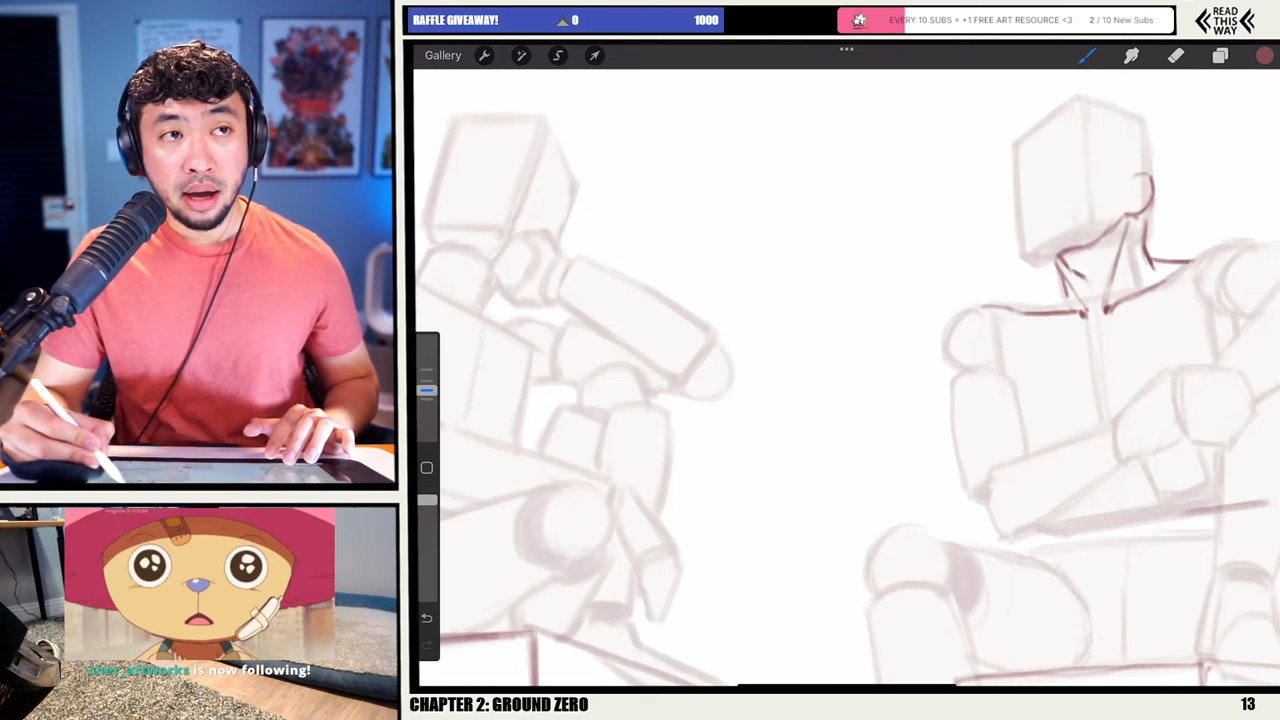 RAFFLE GIVEAWAY!
0
1000
EVERY 10 SUBS = +1 FREE ART RESOURCE <3
2 / 10 New Subs
READ
THIS
WAY
Gallery
is now following!
CHAPTER 2: GROUND ZERO
13